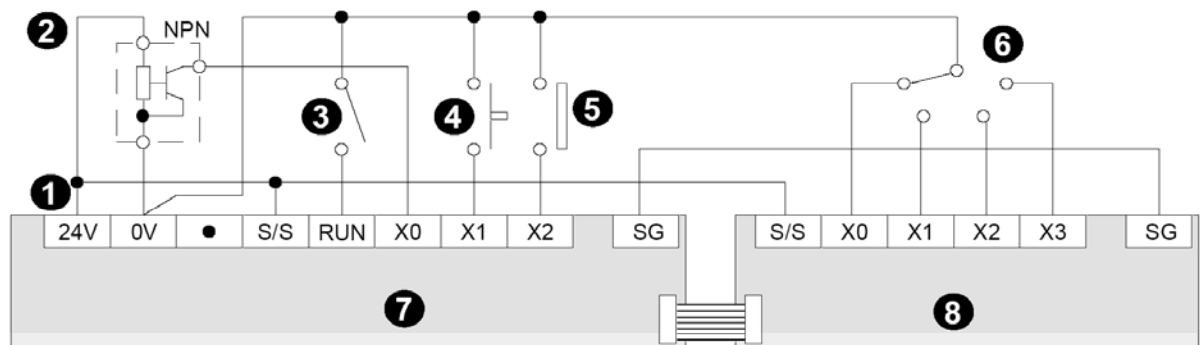 2 NPN 6
3 4 5
1
24V 0V ● S/S RUN X0 X1 X2 SG S/S X0 X1 X2 X3 SG
7 8